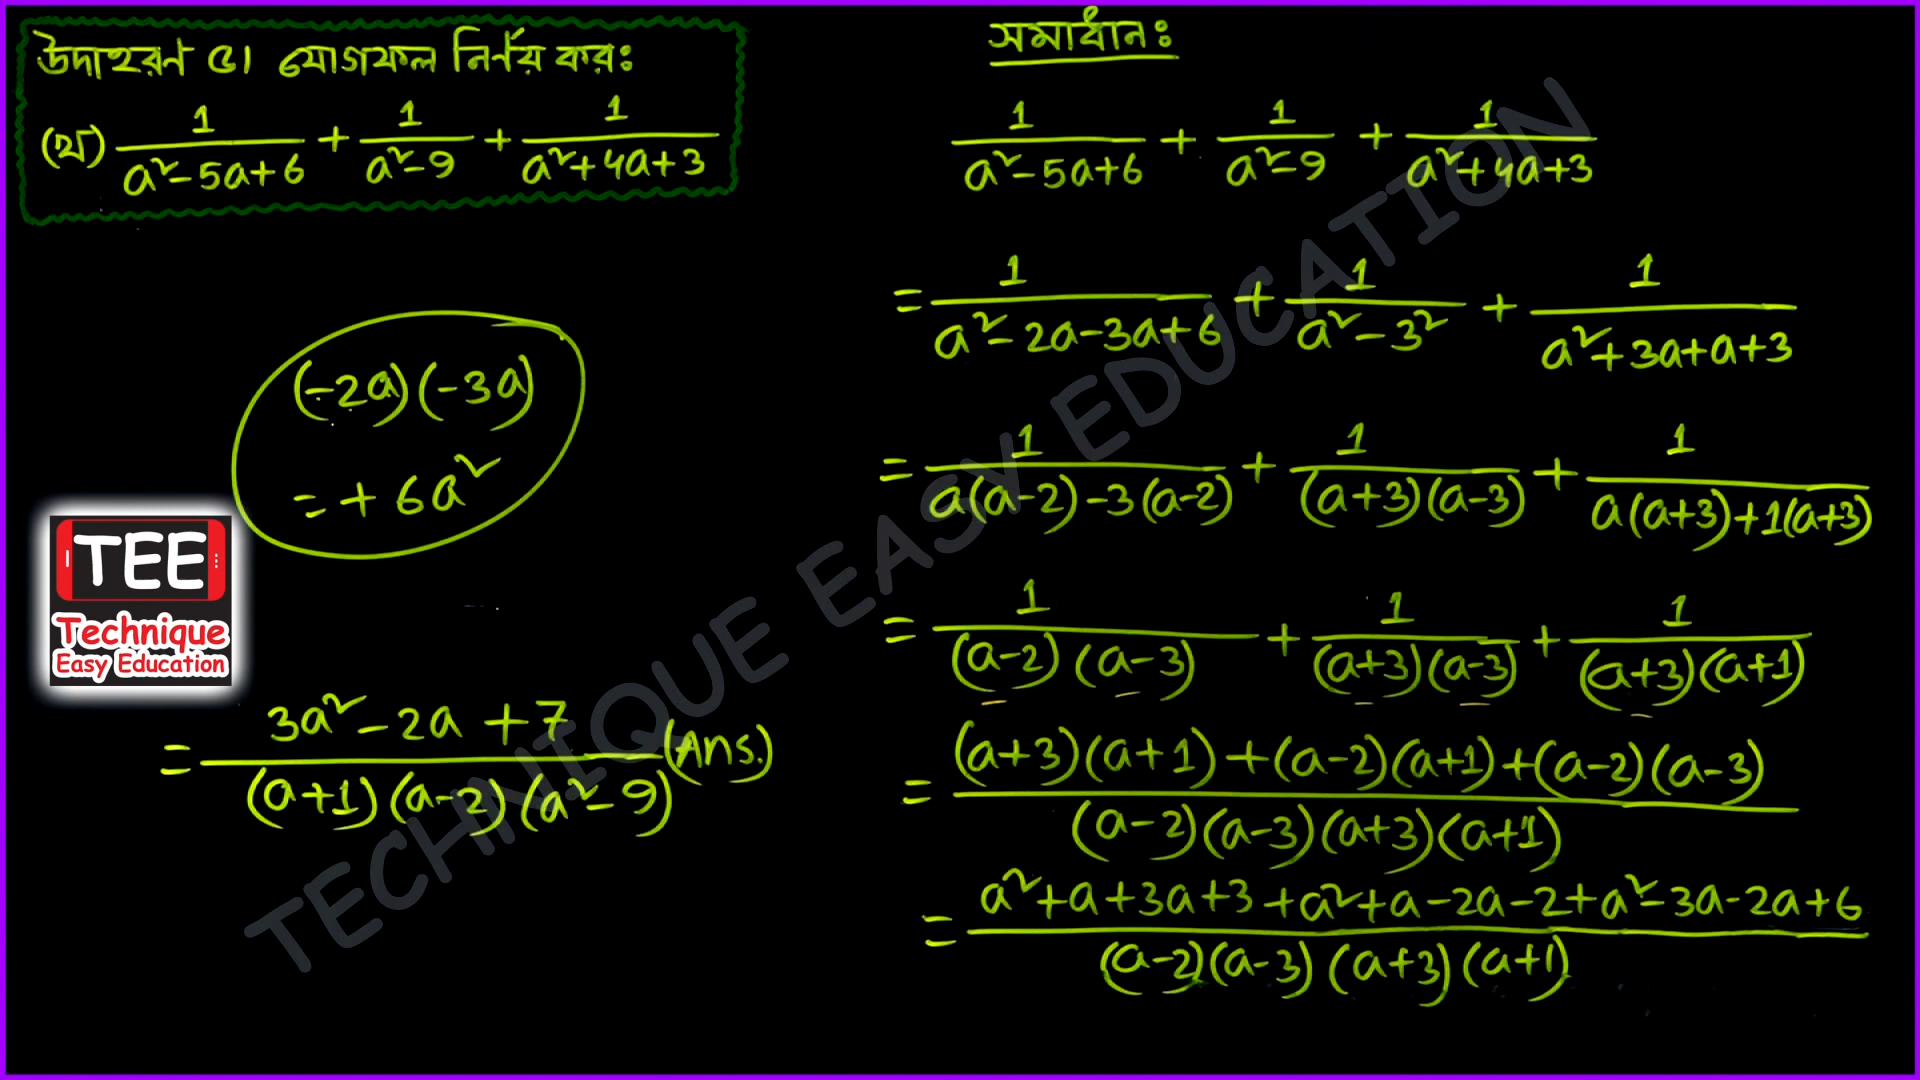 উদাহরণ ৫। যোগফল নির্ণয় কর:
(খ) 1/(a²-5a+6) + 1/(a²-9) + 1/(a²+4a+3)
(-2a)(-3a)
= +6a²
TEE
Technique
Easy Education
= (3a²-2a+7)/((a+1)(a-2)(a²-9)) (Ans.)
সমাধান:
1/(a²-5a+6) + 1/(a²-9) + 1/(a²+4a+3)
= 1/(a²-2a-3a+6) + 1/(a²-3²) + 1/(a²+3a+a+3)
= 1/(a(a-2)-3(a-2)) + 1/((a+3)(a-3)) + 1/(a(a+3)+1(a+3))
= 1/((a-2)(a-3)) + 1/((a+3)(a-3)) + 1/((a+3)(a+1))
= ((a+3)(a+1)+(a-2)(a+1)+(a-2)(a-3))/((a-2)(a-3)(a+3)(a+1))
= (a²+a+3a+3+a²+a-2a-2+a²-3a-2a+6)/((a-2)(a-3)(a+3)(a+1))
TECHNIQUE EASY EDUCATION